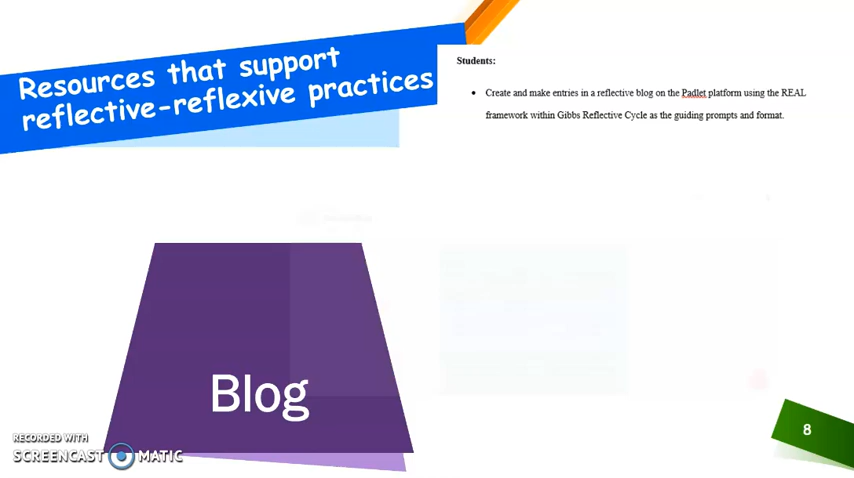 Resources that support
reflective-reflexive practices
Students:
• Create and make entries in a reflective blog on the Padlet platform using the REAL
framework within Gibbs Reflective Cycle as the guiding prompts and format.
Blog
8
RECORDED WITH
SCREENCAST MATIC